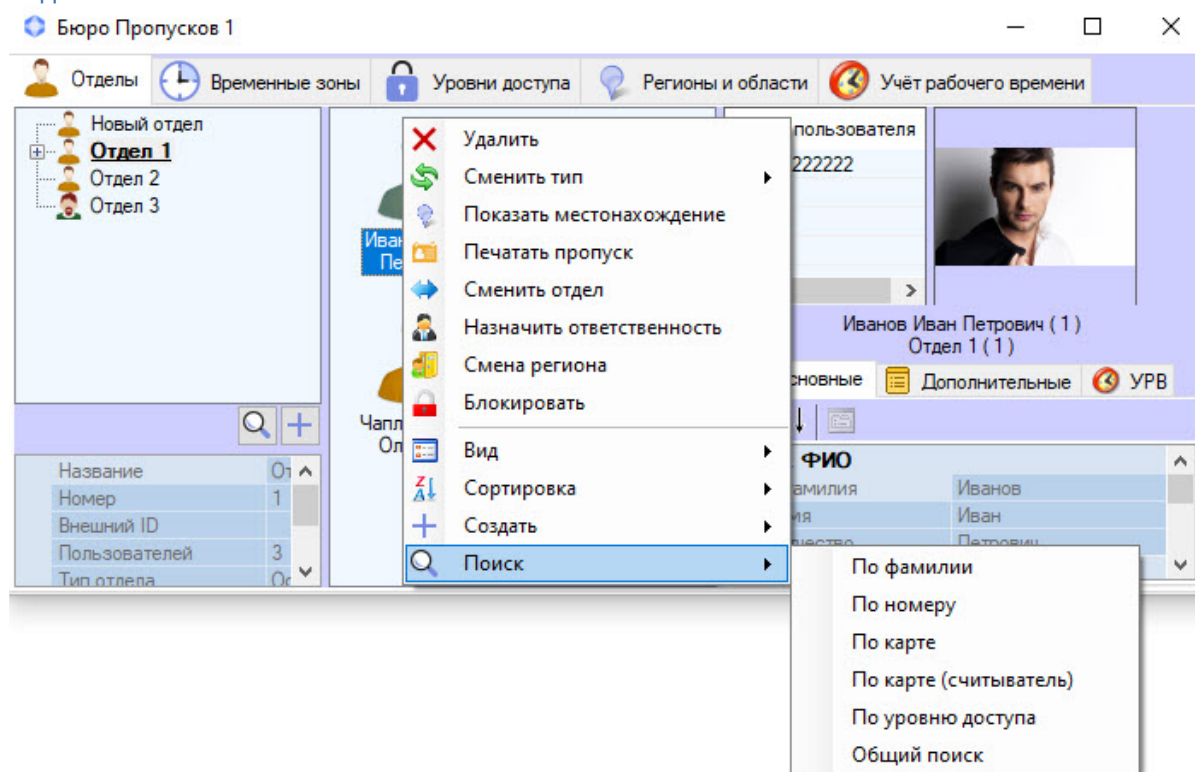 Бюро Пропусков 1
Отделы
Временные зоны
Уровни доступа
Регионы и области
Учёт рабочего времени
Новый отдел
Отдел 1
Отдел 2
Отдел 3
Название
Номер 1
Внешний ID
Пользователей 3
Тип отдела
Удалить
Сменить тип
Показать местонахождение
Печатать пропуск
Сменить отдел
Назначить ответственность
Смена региона
Блокировать
Вид
Сортировка
Создать
Поиск
По фамилии
По номеру
По карте
По карте (считыватель)
По уровню доступа
Общий поиск
пользователя
222222
Иванов Иван Петрович ( 1 )
Отдел 1 ( 1 )
Дополнительные
УРВ
ФИО
Иванов
Иван
Петрович